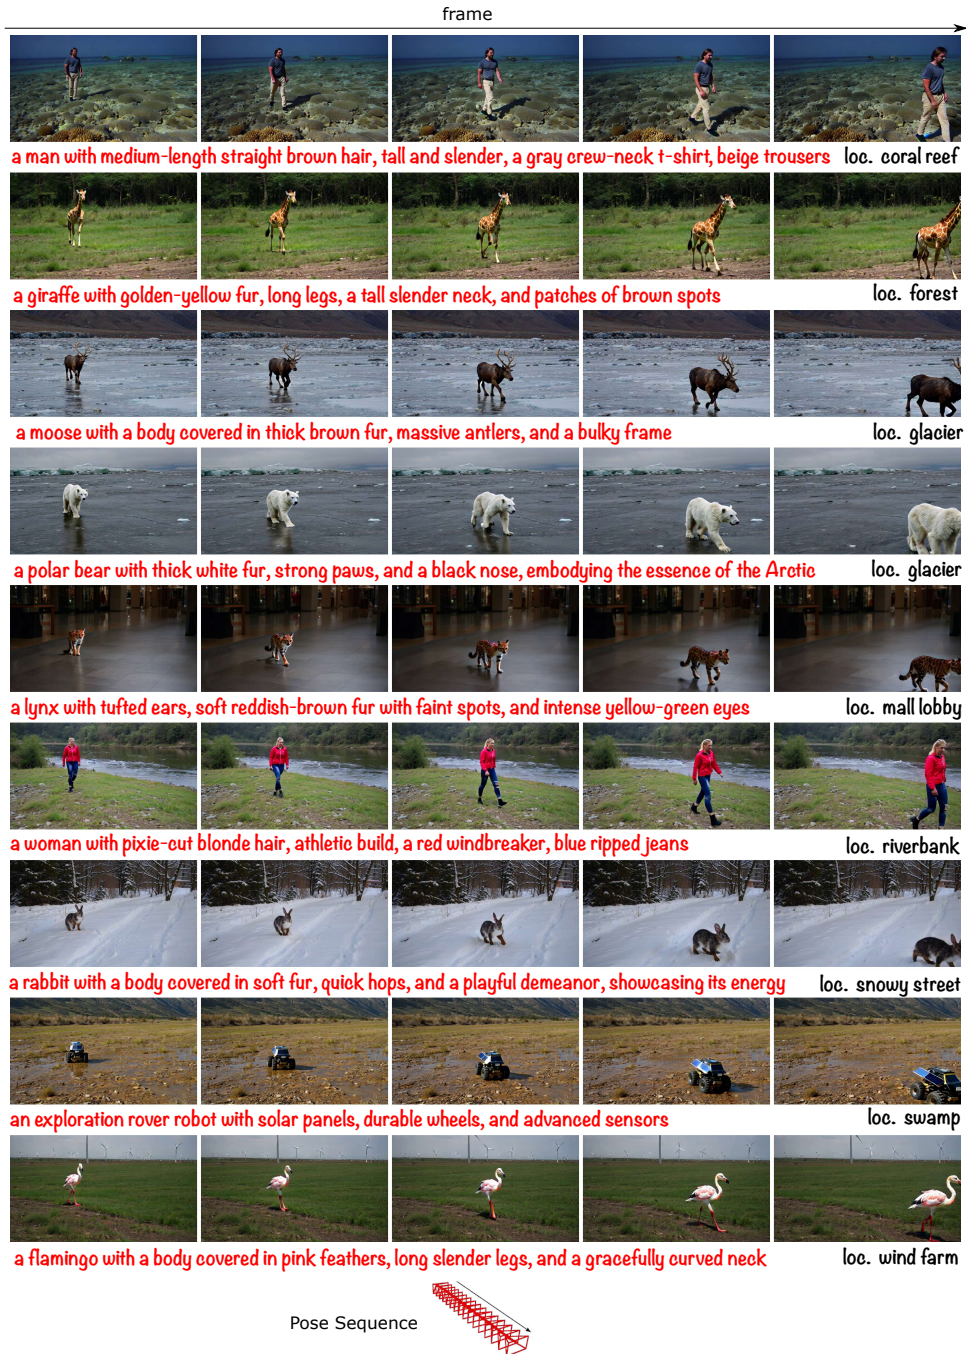 frame
a man with medium-length straight brown hair, tall and slender, a gray crew-neck t-shirt, beige trousers loc. coral reef
a giraffe with golden-yellow fur, long legs, a tall slender neck, and patches of brown spots loc. forest
a moose with a body covered in thick brown fur, massive antlers, and a bulky frame loc. glacier
a polar bear with thick white fur, strong paws, and a black nose, embodying the essence of the Arctic loc. glacier
a lynx with tufted ears, soft reddish-brown fur with faint spots, and intense yellow-green eyes loc. mall lobby
a woman with pixie-cut blonde hair, athletic build, a red windbreaker, blue ripped jeans loc. riverbank
a rabbit with a body covered in soft fur, quick hops, and a playful demeanor, showcasing its energy loc. snowy street
an exploration rover robot with solar panels, durable wheels, and advanced sensors loc. swamp
a flamingo with a body covered in pink feathers, long slender legs, and a gracefully curved neck loc. wind farm
Pose Sequence